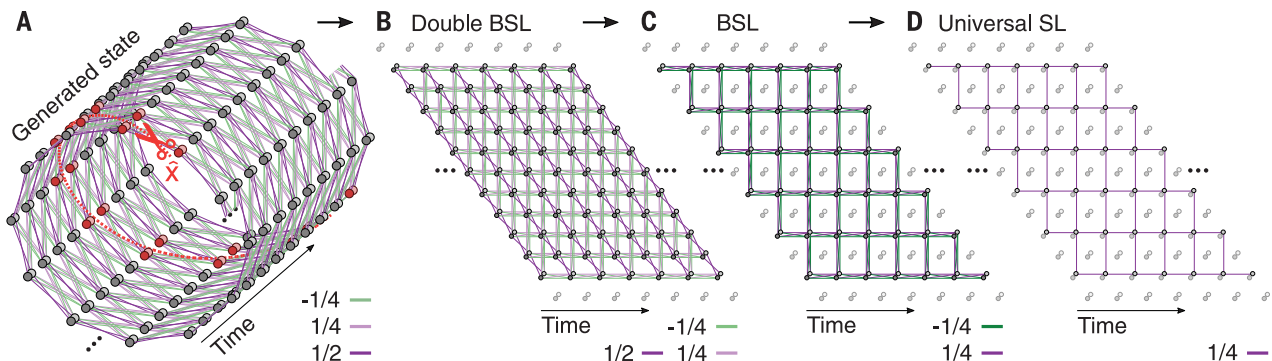 A
Generated state
x̂
Time
-1/4
1/4
1/2
B Double BSL
Time
1/2
-1/4
1/4
C BSL
Time
-1/4
1/4
D Universal SL
Time
1/4